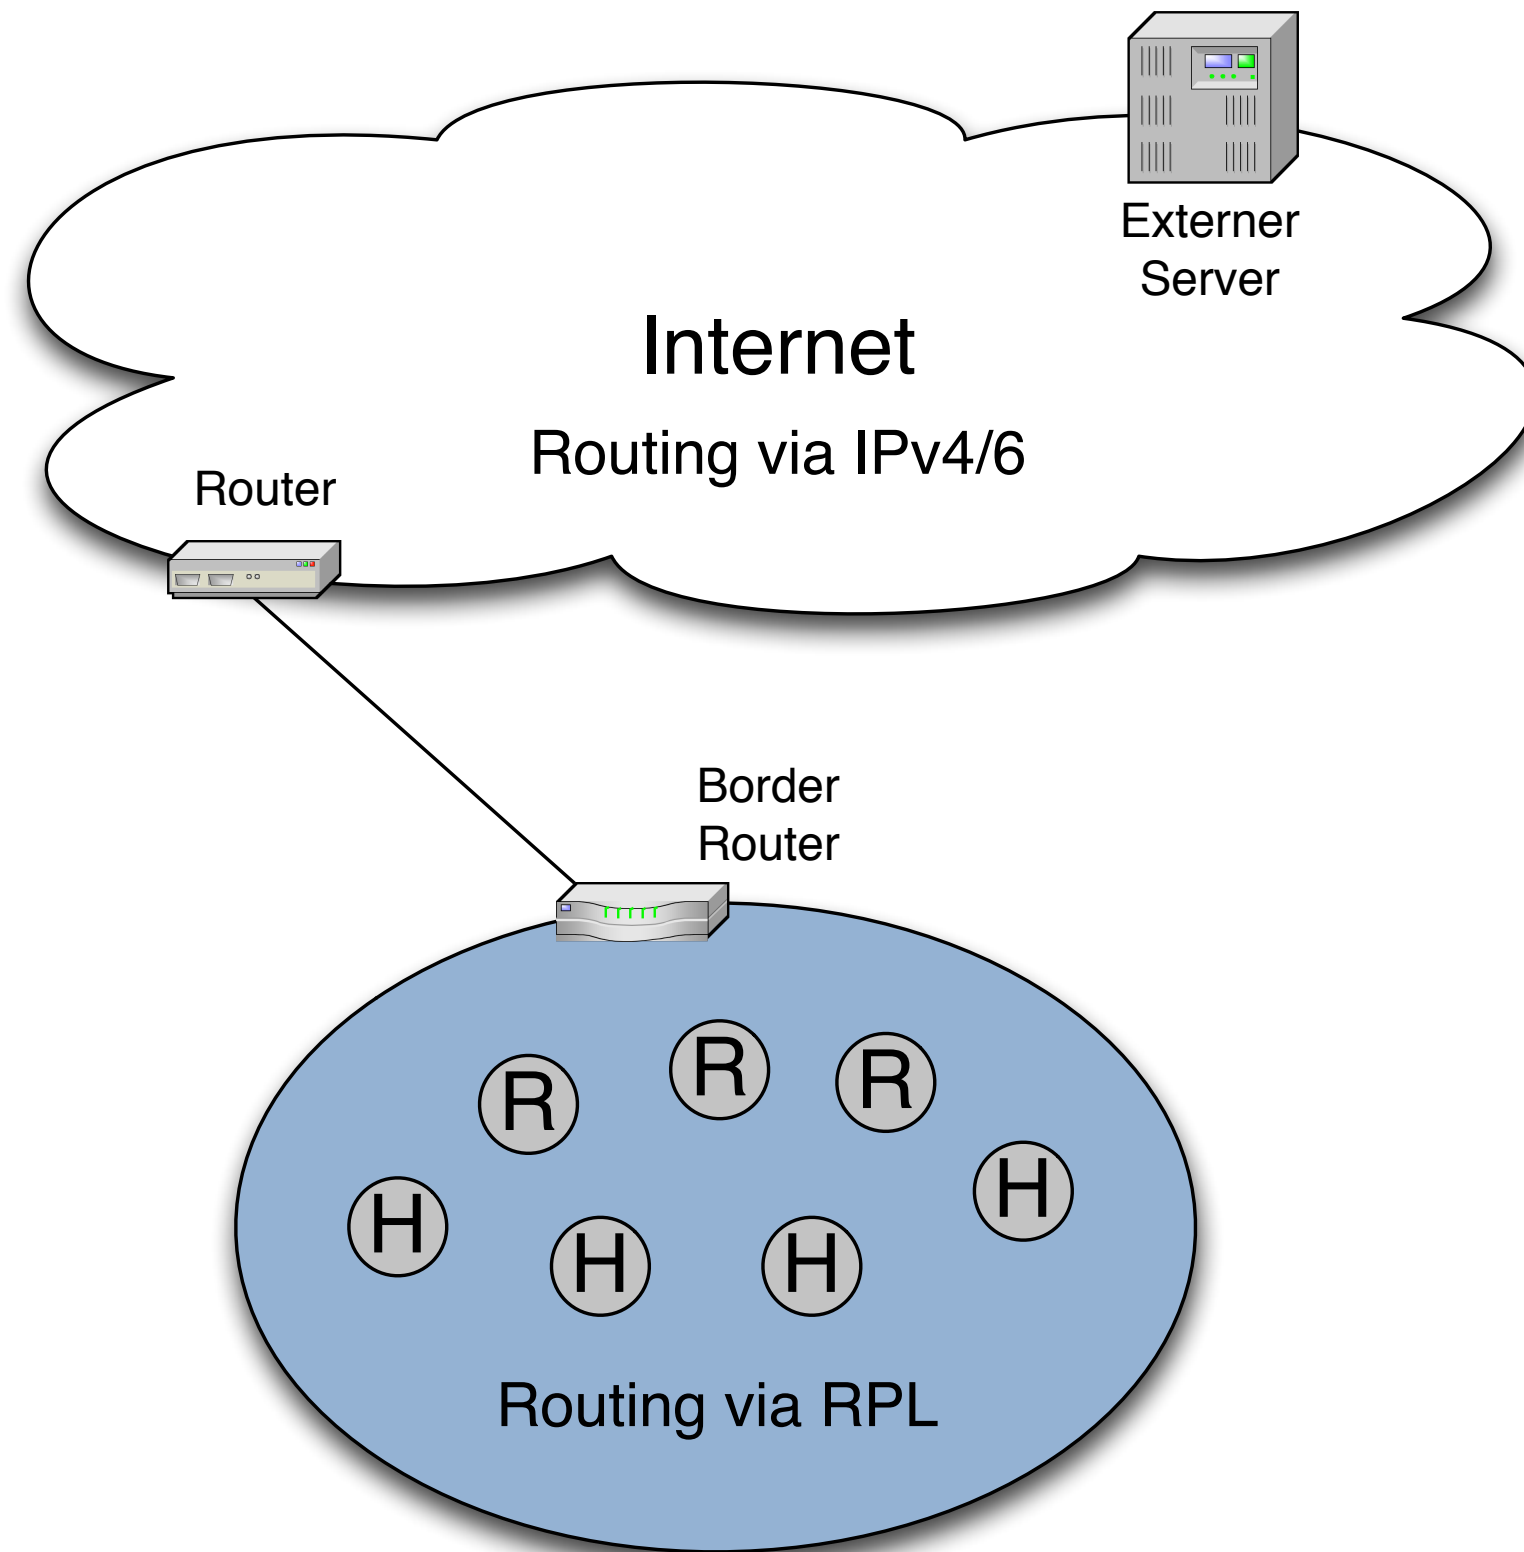 Externer
Server
Internet
Routing via IPv4/6
Router
Border
Router
R
R
R
H
H
H
H
Routing via RPL